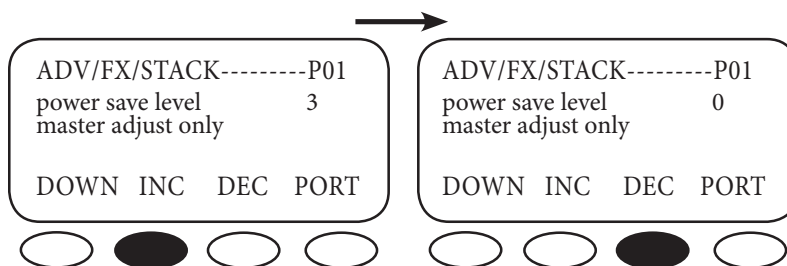 ADV/FX/STACK---------P01
power save level 3
master adjust only
DOWN INC DEC PORT
ADV/FX/STACK---------P01
power save level 0
master adjust only
DOWN INC DEC PORT